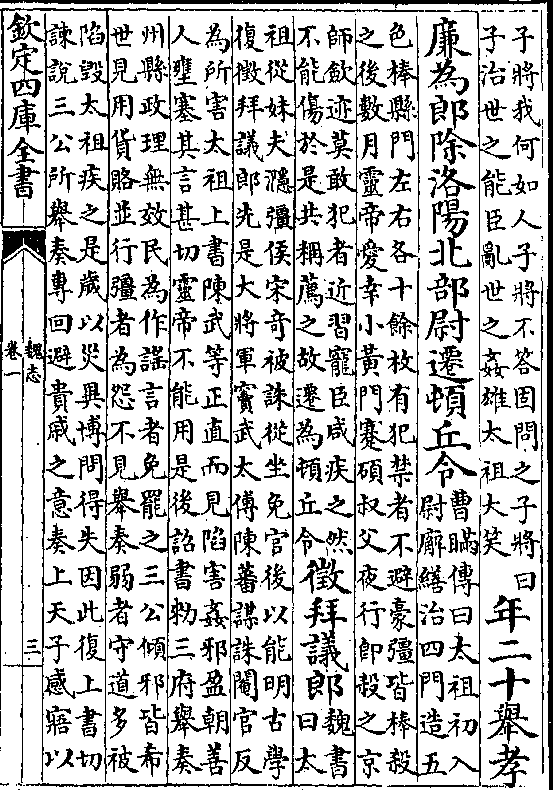 子將我何如人子將不答固問之子將曰
子治世之能臣亂世之姦雄太祖大笑
年二十舉孝
廉為郎除洛陽北部尉遷頓丘令
曹瞞傳曰太祖初入
尉廨繕治四門造五
色棒縣門左右各十餘枚有犯禁者不避豪彊皆棒殺
之後數月靈帝愛幸小黃門蹇碩叔父夜行即殺之京
師斂迹莫敢犯者近習寵臣咸疾之然
不能傷於是共稱薦之故遷為頓丘令
徵拜議郎
魏書
曰太
祖從妹夫㶏彊侯宋奇被誅從坐免官後以能明古學
復徵拜議郎先是大將軍竇武太傅陳蕃謀誅閹官反
為所害太祖上書陳武等正直而見陷害姦邪盈朝善
人壅塞其言甚切靈帝不能用是後詔書勑三府舉奏
州縣政理無效民為作謡言者免罷之三公傾邪皆希
世見用貨賂並行彊者為怨不見舉奏弱者守道多被
陷毀太祖疾之是歲以災異博問得失因此復上書切
諫說三公所舉奏專回避貴戚之意奏上天子感寤以
欽定四庫全書
魏志
卷一
三